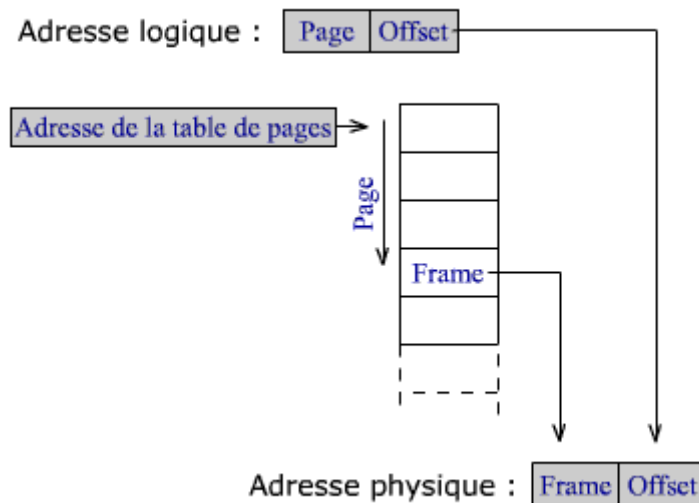 Adresse logique : Page Offset
Adresse de la table de pages
Page
Frame
Adresse physique : Frame Offset